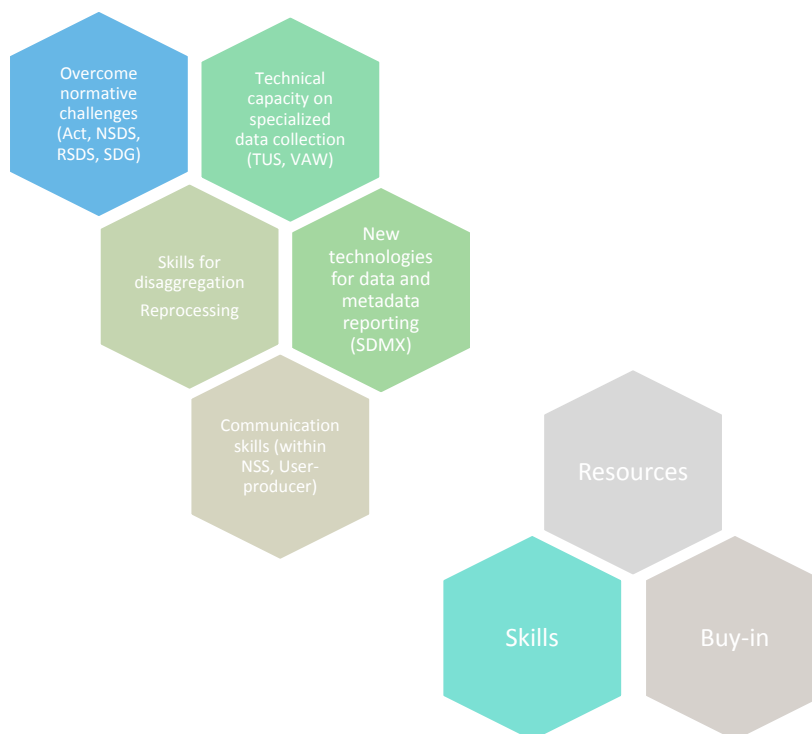 Overcome
normative
challenges
(Act, NSDS,
RSDS, SDG)
Technical
capacity on
specialized
data collection
(TUS, VAW)
Skills for
disaggregation
Reprocessing
New
technologies
for data and
metadata
reporting
(SDMX)
Communication
skills (within
NSS, User-
producer)
Resources
Skills
Buy-in